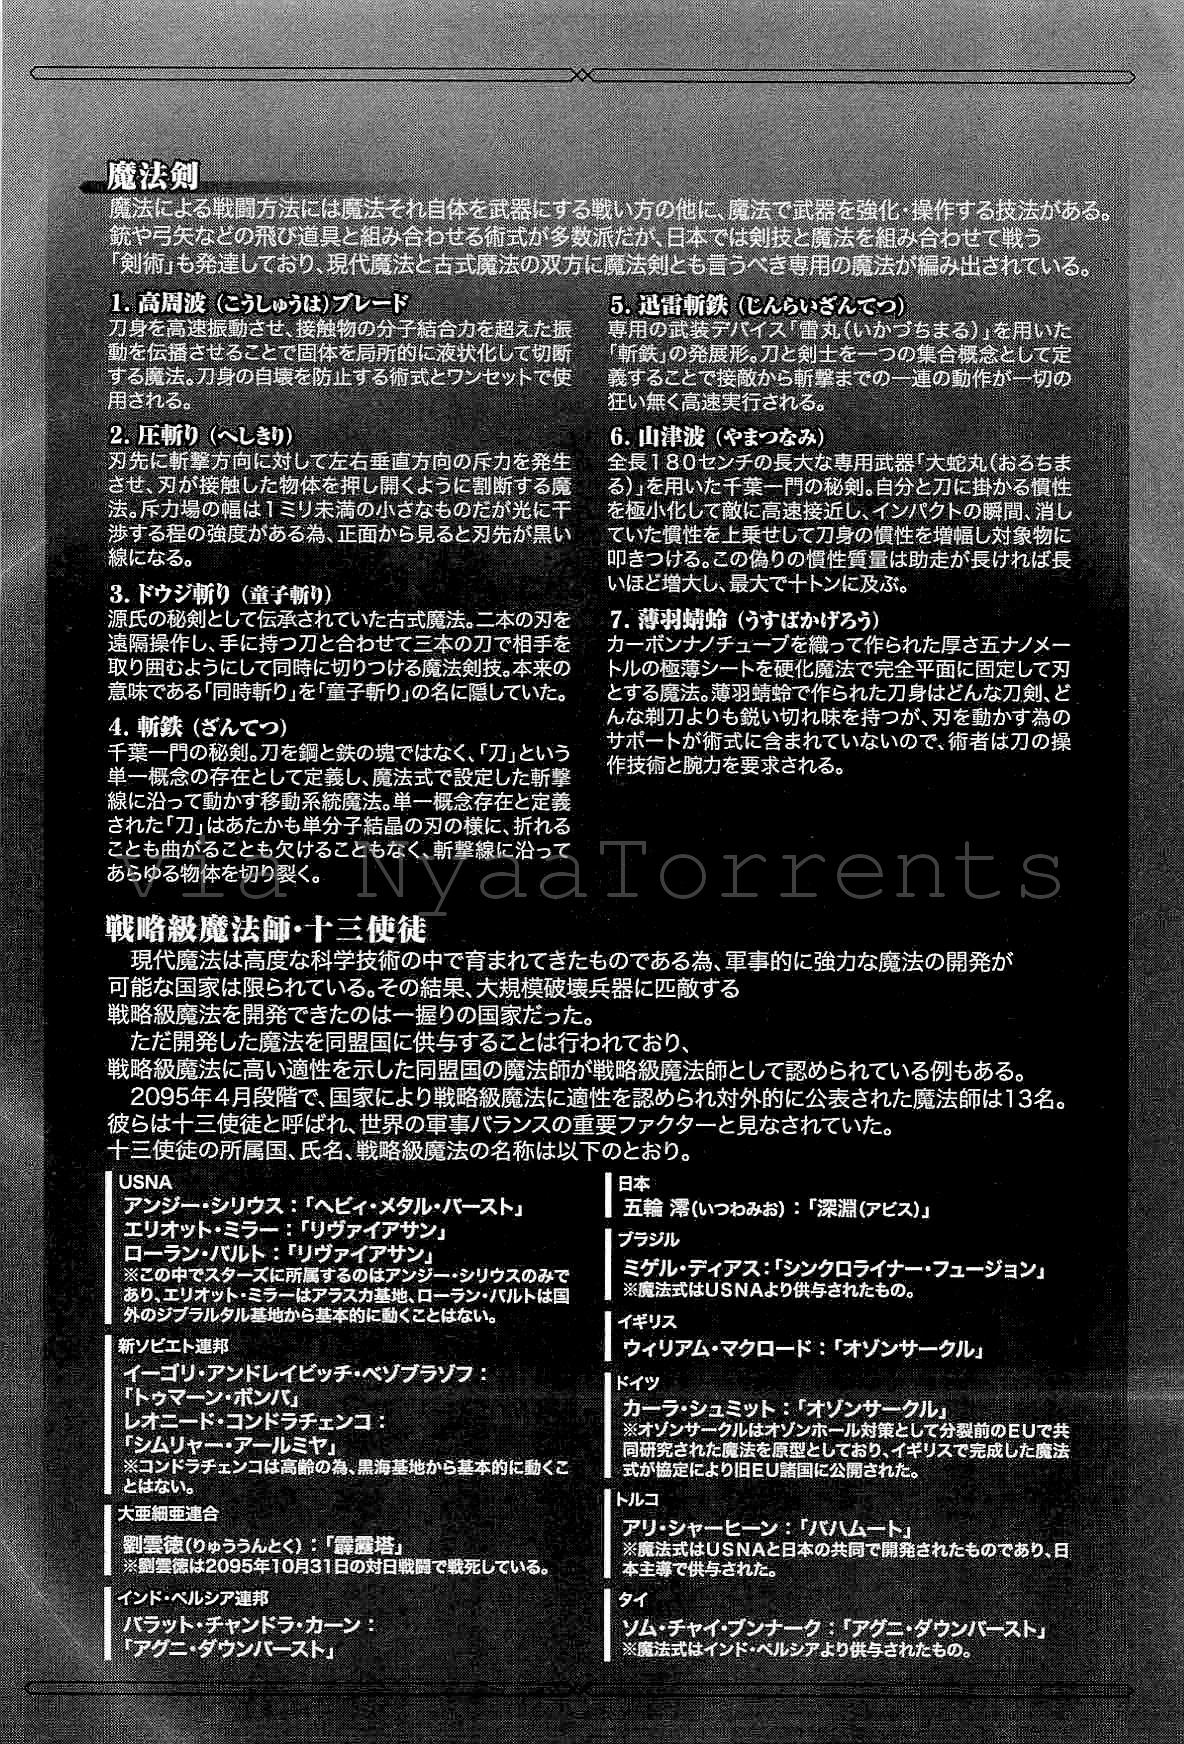 魔法剣
魔法による戦闘方法には魔法それ自体を武器にする戦い方の他に、魔法で武器を強化・操作する技法がある。
銃や弓矢などの飛び道具と組み合わせる術式が多数派だが、日本では剣技と魔法を組み合わせて戦う
「剣術」も発達しており、現代魔法と古式魔法の双方に魔法剣とも言うべき専用の魔法が編み出されている。
1. 高周波（こうしゅうは）ブレード
刀身を高速振動させ、接触物の分子結合力を超えた振
動を伝播させることで固体を局所的に液状化して切断
する魔法。刀身の自壊を防止する術式とワンセットで使
用される。
2. 圧斬り（へしきり）
刃先に斬撃方向に対して左右垂直方向の斥力を発生
させ、刃が接触した物体を押し開くように割断する魔
法。斥力場の幅は1ミリ未満の小さなものだが光に干
渉する程の強度がある為、正面から見ると刃先が黒い
線になる。
3. ドウジ斬り（童子斬り）
源氏の秘剣として伝承されていた古式魔法。二本の刃を
遠隔操作し、手に持つ刀と合わせて三本の刀で相手を
取り囲むようにして同時に切りつける魔法剣技。本来の
意味である「同時斬り」を「童子斬り」の名に隠していた。
4. 斬鉄（ざんてつ）
千葉一門の秘剣。刀を鋼と鉄の塊ではなく、「刀」という
単一概念の存在として定義し、魔法式で設定した斬撃
線に沿って動かす移動系統魔法。単一概念存在と定義
された「刀」はあたかも単分子結晶の刃の様に、折れる
ことも曲がることも欠けることもなく、斬撃線に沿って
あらゆる物体を切り裂く。
5. 迅雷斬鉄（じんらいざんてつ）
専用の武装デバイス「雷丸（いかづちまる）」を用いた
「斬鉄」の発展形。刀と剣士を一つの集合概念として定
義することで接敵から斬撃までの一連の動作が一切の
狂い無く高速実行される。
6. 山津波（やまつなみ）
全長180センチの長大な専用武器「大蛇丸（おろちま
る）」を用いた千葉一門の秘剣。自分と刀に掛かる慣性
を極小化して敵に高速接近し、インパクトの瞬間、消し
ていた慣性を上乗せして刀身の慣性を増幅し対象物に
叩きつける。この偽りの慣性質量は助走が長ければ長
いほど増大し、最大で十トンに及ぶ。
7. 薄羽蜻蛉（うすばかげろう）
カーボンナノチューブを織って作られた厚さ五ナノメー
トルの極薄シートを硬化魔法で完全平面に固定して刃
とする魔法。薄羽蜻蛉で作られた刀身はどんな刀剣、ど
んな剃刀よりも鋭い切れ味を持つが、刃を動かす為の
サポートが術式に含まれていないので、術者は刀の操
作技術と腕力を要求される。
via NyaaTorrents
戦略級魔法師・十三使徒
現代魔法は高度な科学技術の中で育まれてきたものである為、軍事的に強力な魔法の開発が
可能な国家は限られている。その結果、大規模破壊兵器に匹敵する
戦略級魔法を開発できたのは一握りの国家だった。
ただ開発した魔法を同盟国に供与することは行われており、
戦略級魔法に高い適性を示した同盟国の魔法師が戦略級魔法師として認められている例もある。
2095年4月段階で、国家により戦略級魔法に適性を認められ対外的に公表された魔法師は13名。
彼らは十三使徒と呼ばれ、世界の軍事バランスの重要ファクターと見なされていた。
十三使徒の所属国、氏名、戦略級魔法の名称は以下のとおり。
USNA
アンジー・シリウス：「ヘビィ・メタル・バースト」
エリオット・ミラー：「リヴァイアサン」
ローラン・バルト：「リヴァイアサン」
※この中でスターズに所属するのはアンジー・シリウスのみで
あり、エリオット・ミラーはアラスカ基地、ローラン・バルトは国
外のジブラルタル基地から基本的に動くことはない。
新ソビエト連邦
イーゴリ・アンドレイビッチ・ベゾブラゾフ：
「トゥマーン・ボンバ」
レオニード・コンドラチェンコ：
「シムリャー・アールミヤ」
※コンドラチェンコは高齢の為、黒海基地から基本的に動くこ
とはない。
大亜細亜連合
劉雲徳（りゅううんとく）：「霹靂塔」
※劉雲徳は2095年10月31日の対日戦闘で戦死している。
インド・ペルシア連邦
バラット・チャンドラ・カーン：
「アグニ・ダウンバースト」
日本
五輪 澪（いつわみお）：「深淵（アビス）」
ブラジル
ミゲル・ディアス：「シンクロライナー・フュージョン」
※魔法式はUSNAより供与されたもの。
イギリス
ウィリアム・マクロード：「オゾンサークル」
ドイツ
カーラ・シュミット：「オゾンサークル」
※オゾンサークルはオゾンホール対策として分裂前のEUで共
同研究された魔法を原型としており、イギリスで完成した魔法
式が協定により旧EU諸国に公開された。
トルコ
アリ・シャーヒーン：「バハムート」
※魔法式はUSNAと日本の共同で開発されたものであり、日
本主導で供与された。
タイ
ソム・チャイ・ブンナーク：「アグニ・ダウンバースト」
※魔法式はインド・ペルシアより供与されたもの。